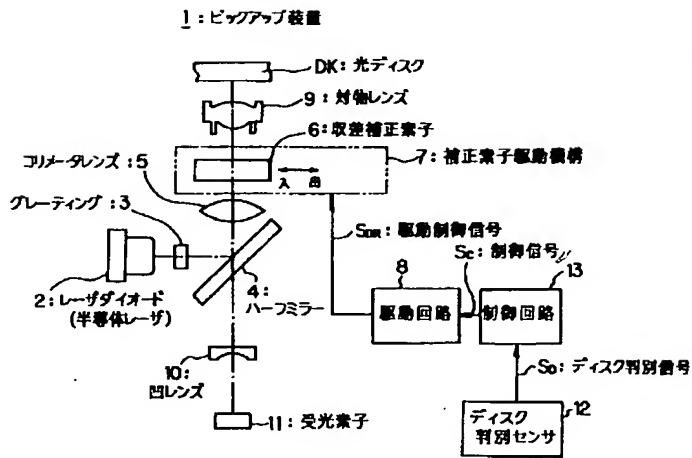 1：ピックアップ装置
DK：光ディスク
9：対物レンズ
6：収差補正素子
コリメータレンズ：5
7：補正素子駆動機構
入 出
グレーティング：3
SDR：駆動制御信号
SC：制御信号
8
13
2：レーザダイオード
(半導体レーザ)
4：
ハーフミラー
駆動回路
制御回路
10：
凹レンズ
SD：ディスク判別信号
11：受光素子
12
ディスク
判別センサ